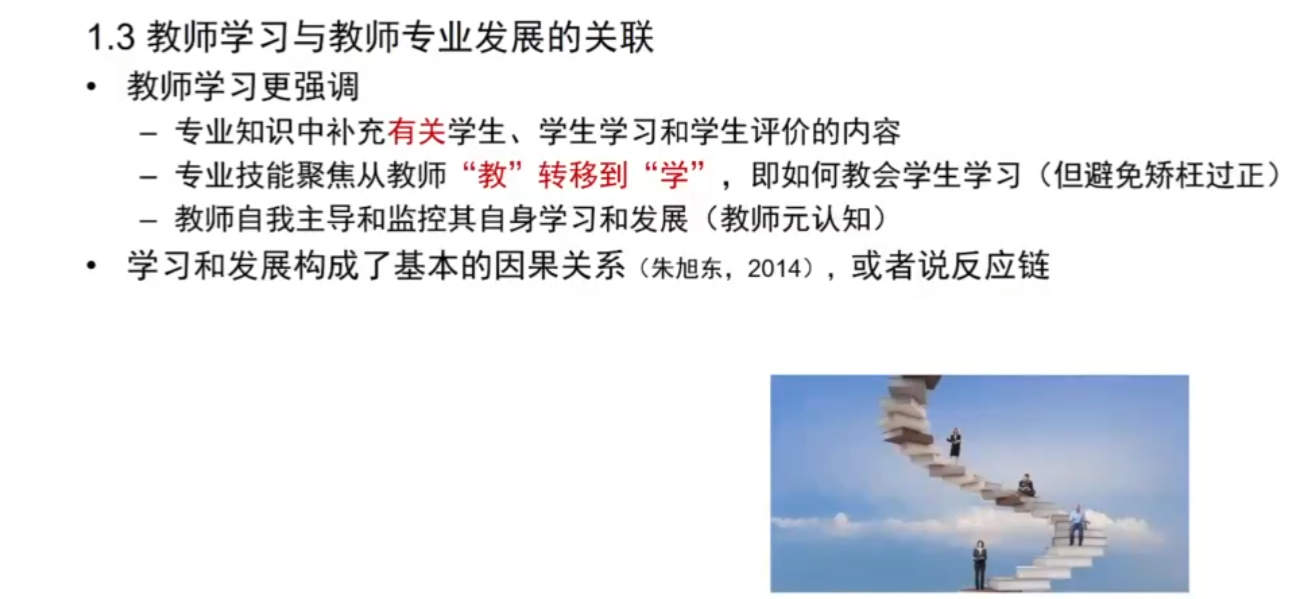 1.3 教师学习与教师专业发展的关联
• 教师学习更强调
– 专业知识中补充有关学生、学生学习和学生评价的内容
– 专业技能聚焦从教师“教”转移到“学”，即如何教会学生学习（但避免矫枉过正）
– 教师自我主导和监控其自身学习和发展（教师元认知）
• 学习和发展构成了基本的因果关系（朱旭东，2014），或者说反应链